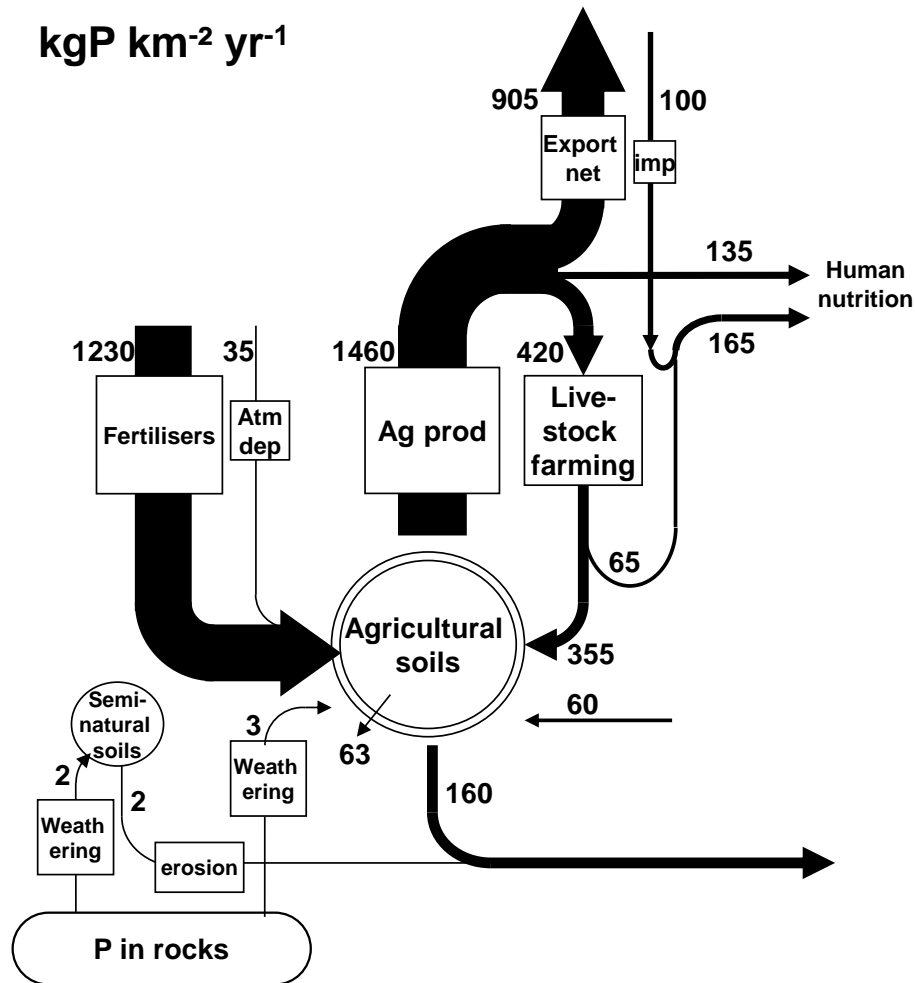 kgP km⁻² yr⁻¹
905
100
Export
net
imp
135
Human
nutrition
165
1230
35
1460
420
Fertilisers
Atm
dep
Ag prod
Live-
stock
farming
65
Agricultural
soils
355
Semi-
natural
soils
3
63
60
2
2
Weath
ering
160
Weath
ering
erosion
P in rocks